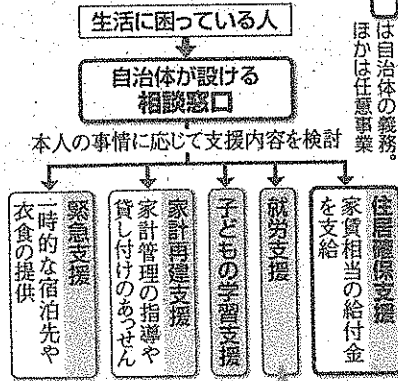 生活に困っている人
自治体が設ける
相談窓口
本人の事情に応じて支援内容を検討
は自治体の義務。
ほかは任意事業
住居確保支援
家賃相当の給付金
を支給
就労支援
子どもの学習支援
家計再建支援
家計管理の指導や
貸し付けのあっせん
緊急支援
一時的な宿泊先や
衣食の提供